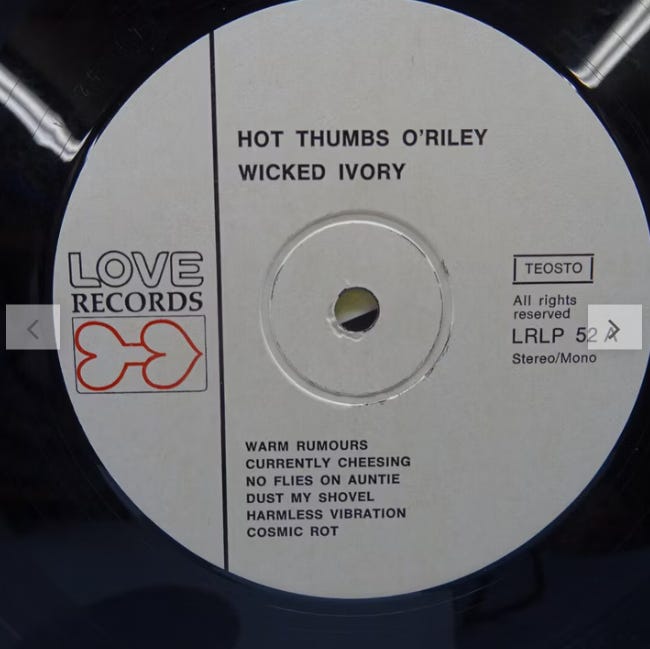 HOT THUMBS O'RILEY
WICKED IVORY
LOVE
RECORDS
TEOSTO
All rights
reserved
LRLP 52 A
Stereo/Mono
WARM RUMOURS
CURRENTLY CHEESING
NO FLIES ON AUNTIE
DUST MY SHOVEL
HARMLESS VIBRATION
COSMIC ROT